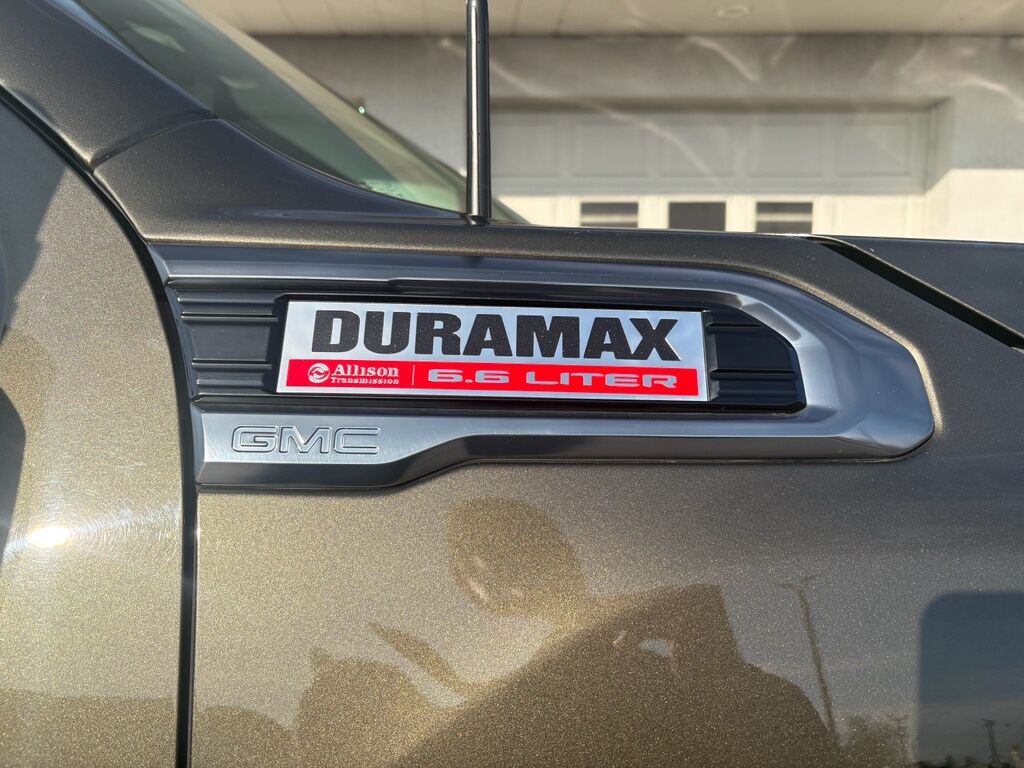 DURAMAX
Allison
Transmission
6.6 LITER
GMC